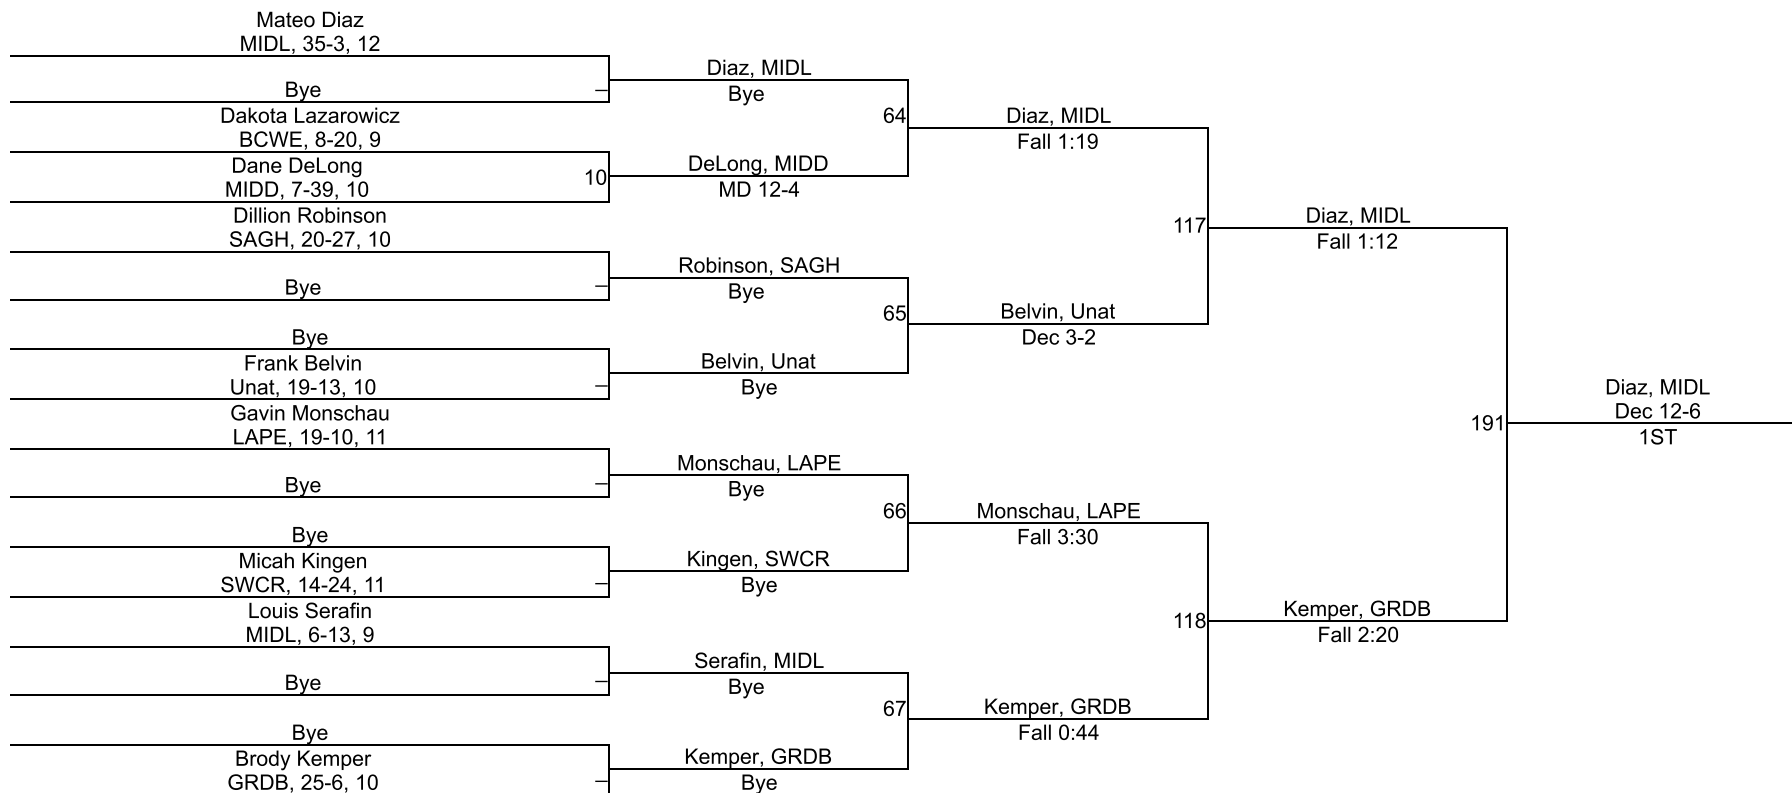 Mateo Diaz
MIDL, 35-3, 12
Bye
–
Dakota Lazarowicz
BCWE, 8-20, 9
Dane DeLong
MIDD, 7-39, 10
10
Dillion Robinson
SAGH, 20-27, 10
Bye
–
Bye
Frank Belvin
Unat, 19-13, 10
–
Gavin Monschau
LAPE, 19-10, 11
Bye
–
Bye
Micah Kingen
SWCR, 14-24, 11
–
Louis Serafin
MIDL, 6-13, 9
Bye
–
Bye
Brody Kemper
GRDB, 25-6, 10
–
Diaz, MIDL
Bye
64
DeLong, MIDD
MD 12-4
Robinson, SAGH
Bye
65
Belvin, Unat
Bye
Monschau, LAPE
Bye
66
Kingen, SWCR
Bye
Serafin, MIDL
Bye
67
Kemper, GRDB
Bye
Diaz, MIDL
Fall 1:19
117
Belvin, Unat
Dec 3-2
Monschau, LAPE
Fall 3:30
118
Kemper, GRDB
Fall 0:44
Diaz, MIDL
Fall 1:12
191
Kemper, GRDB
Fall 2:20
Diaz, MIDL
Dec 12-6
1ST